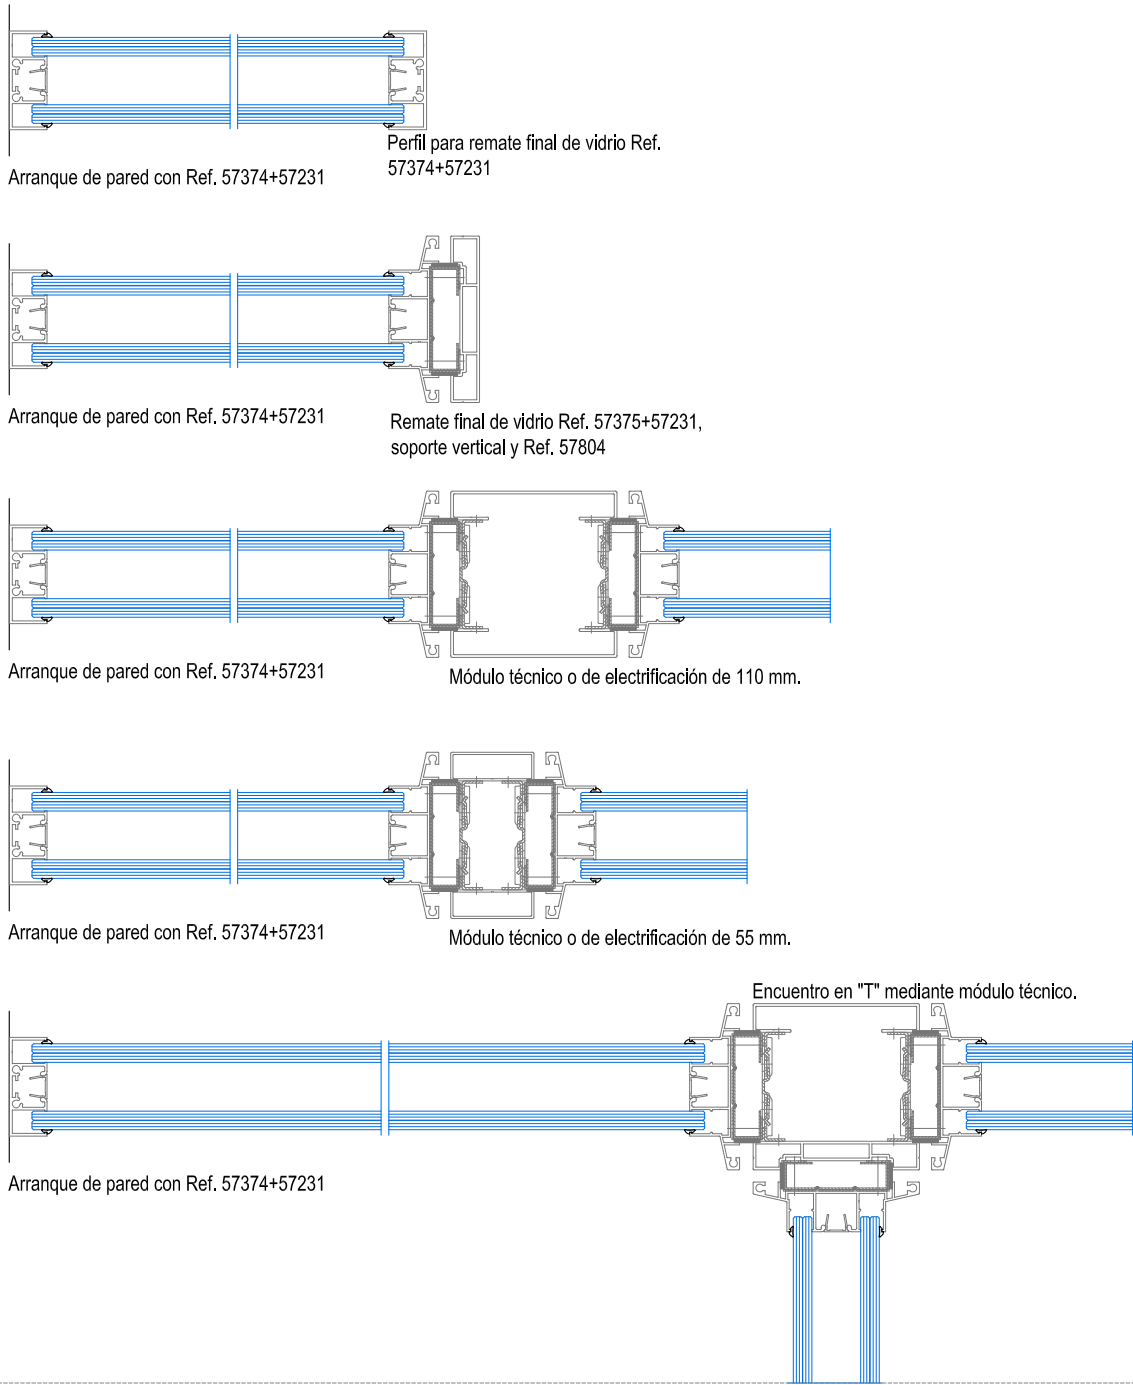 Perfil para remate final de vidrio Ref.
57374+57231
Arranque de pared con Ref. 57374+57231
Arranque de pared con Ref. 57374+57231
Remate final de vidrio Ref. 57375+57231,
soporte vertical y Ref. 57804
Arranque de pared con Ref. 57374+57231
Módulo técnico o de electrificación de 110 mm.
Arranque de pared con Ref. 57374+57231
Módulo técnico o de electrificación de 55 mm.
Encuentro en "T" mediante módulo técnico.
Arranque de pared con Ref. 57374+57231